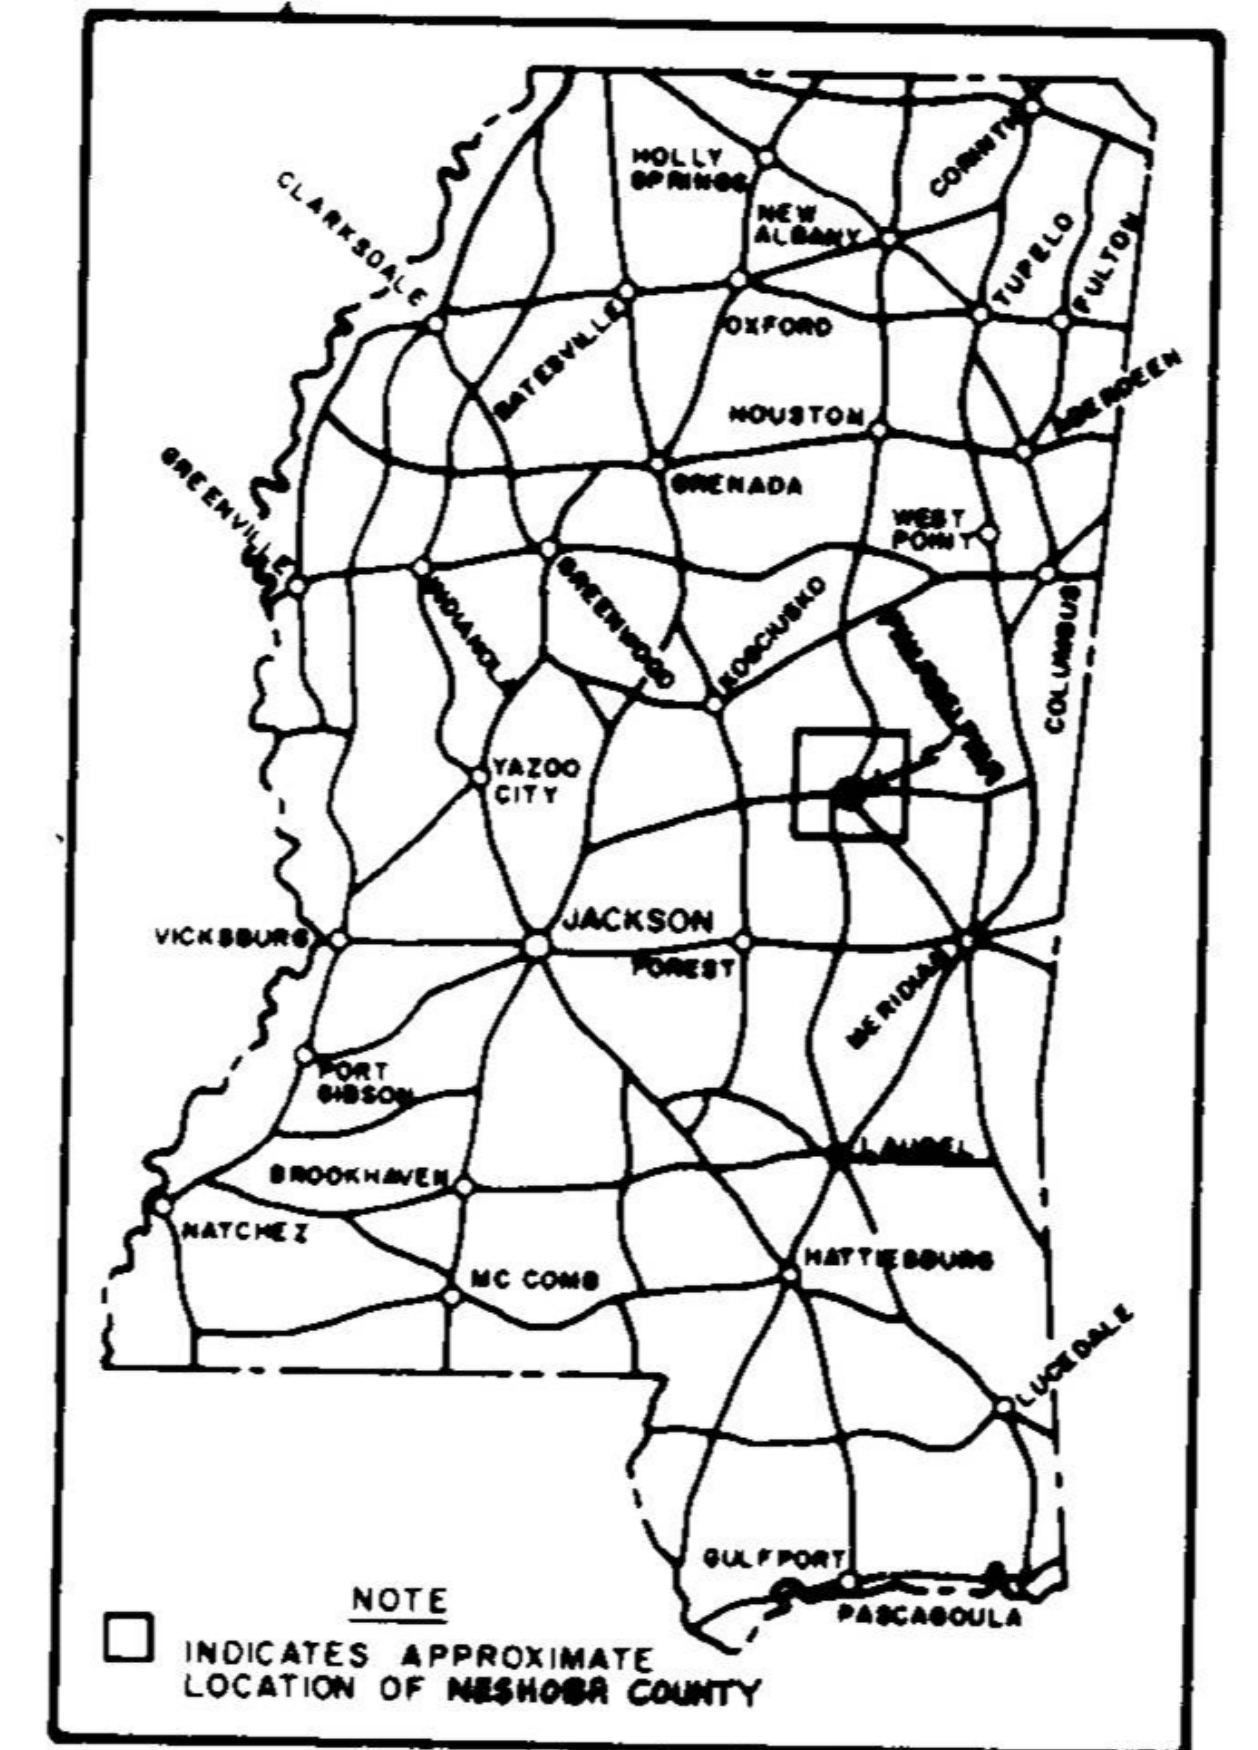 CLARKSDALE
HOLLY
SPRINGS
CORINTH
NEW
ALBANY
TUPELO
FULTON
BATESVILLE
OXFORD
ABERDEEN
HOUSTON
GREENVILLE
GRENADA
WEST
POINT
INDIANOL
GREENWOOD
KOSCIUSKO
PHILADELPHIA
COLUMBUS
YAZOO
CITY
VICKSBURG
JACKSON
FOREST
MERIDIAN
PORT
GIBSON
BROOKHAVEN
LAUREL
NATCHEZ
HATTIESBURG
MC COMB
LUCEDALE
GULFPORT
PASCAGOULA
NOTE
INDICATES APPROXIMATE
LOCATION OF NESHOBA COUNTY